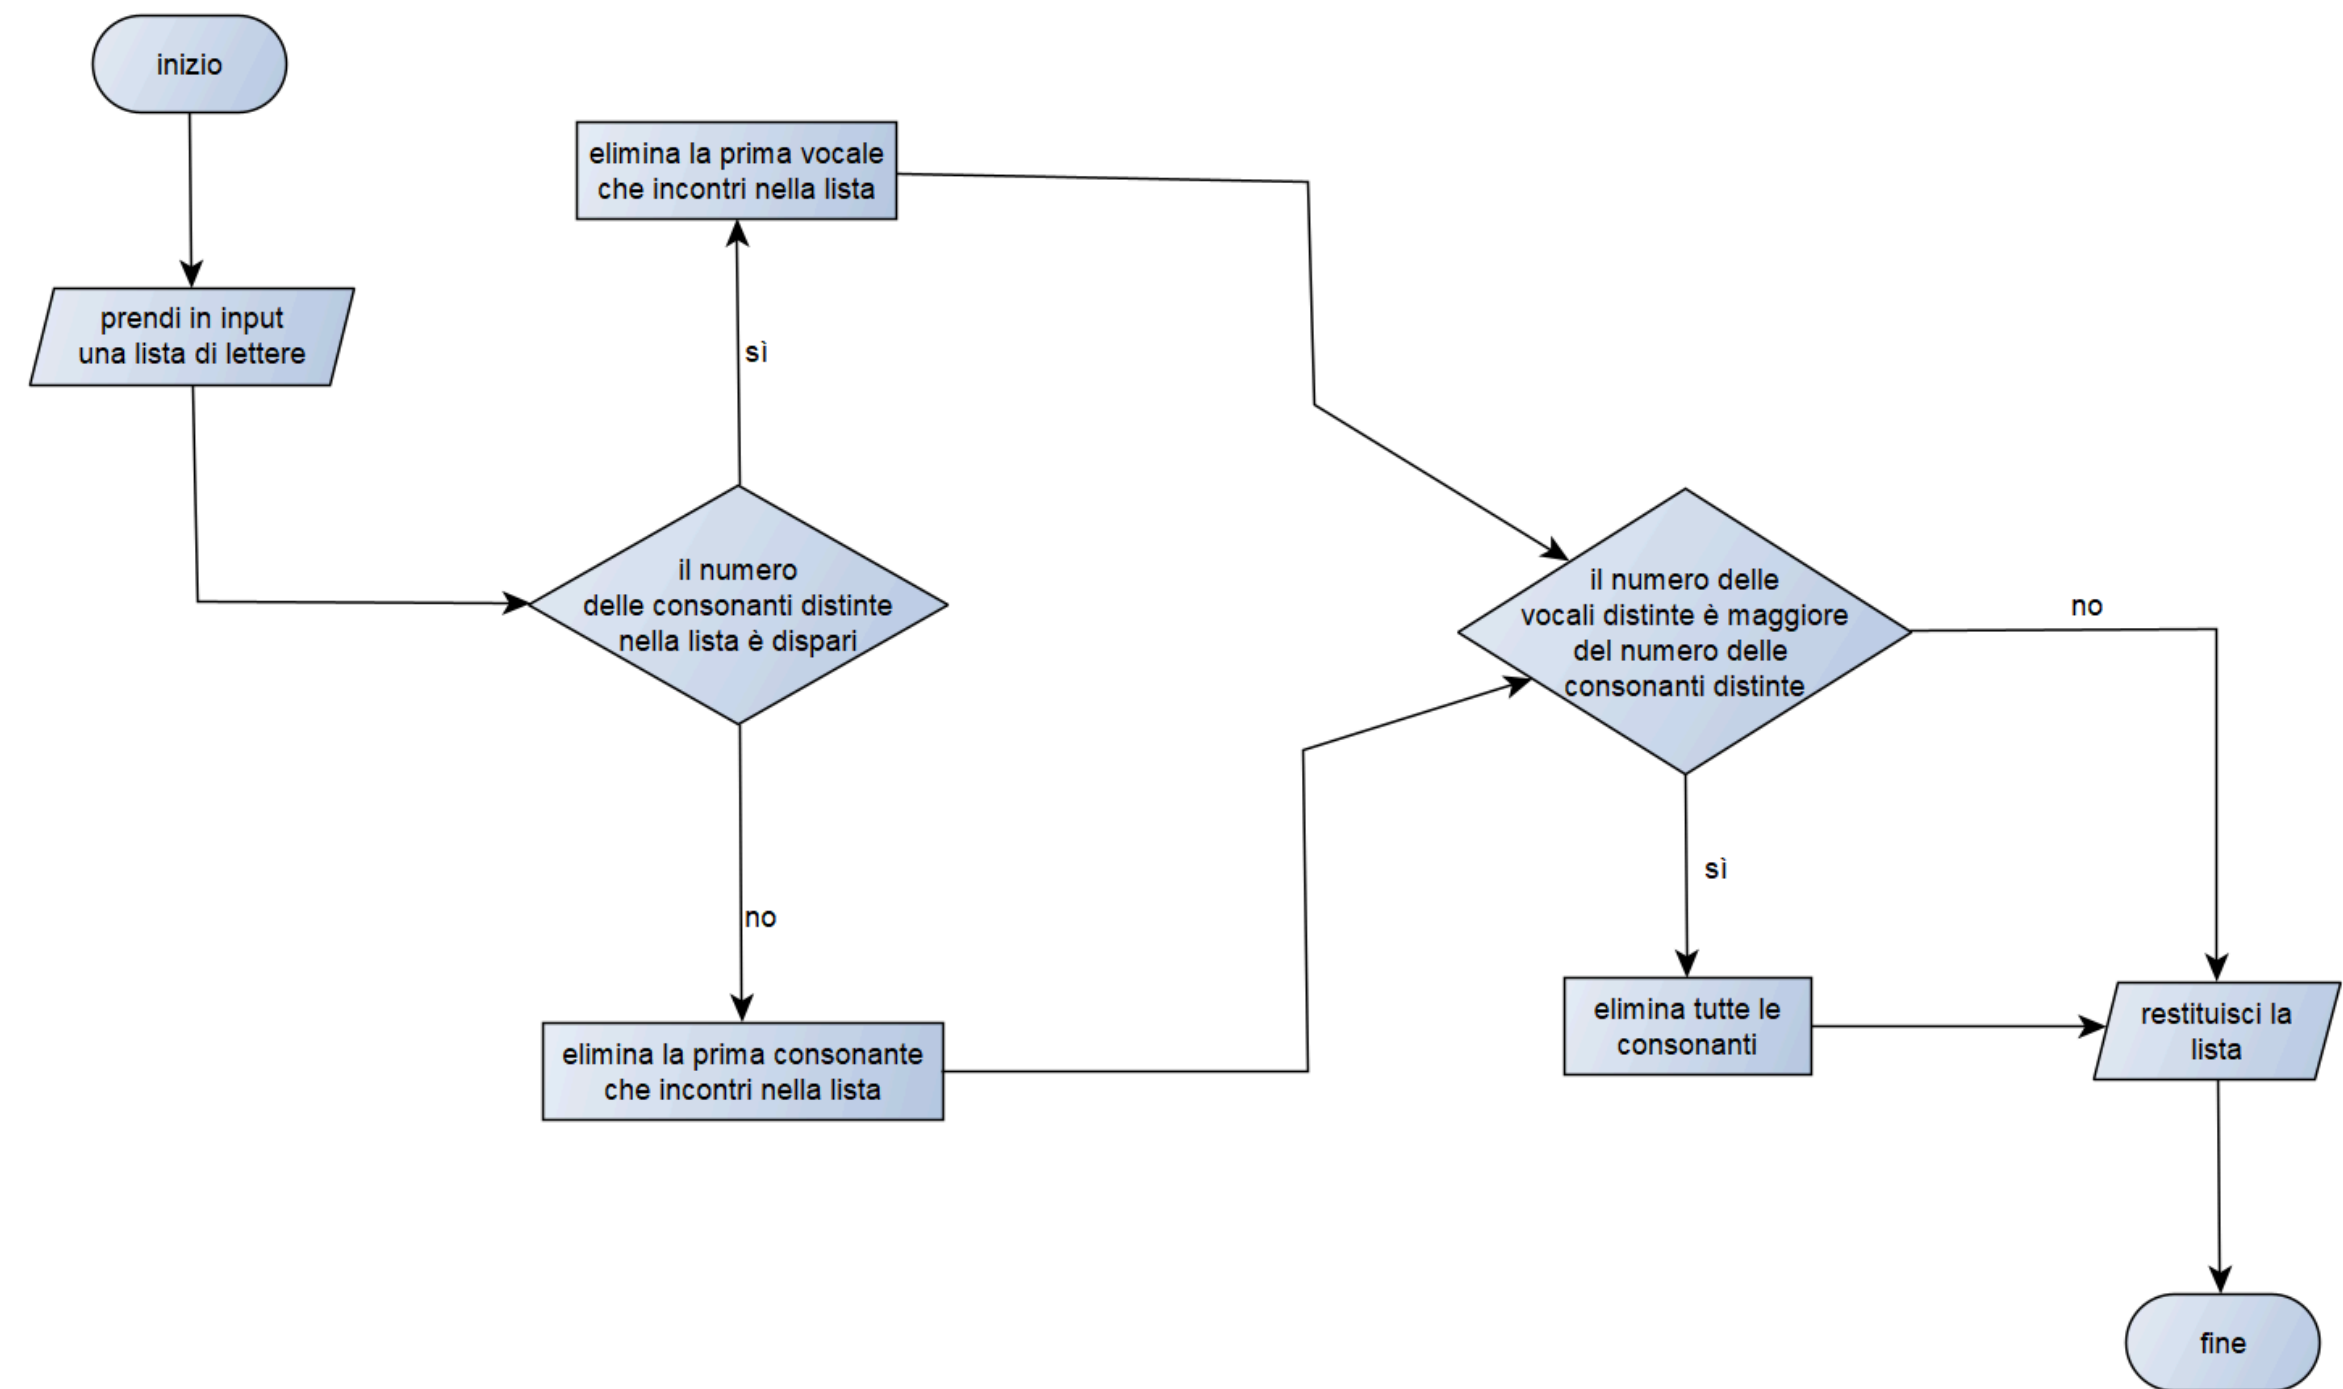 inizio
prendi in input
una lista di lettere
elimina la prima vocale
che incontri nella lista
sì
il numero
delle consonanti distinte
nella lista è dispari
no
elimina la prima consonante
che incontri nella lista
il numero delle
vocali distinte è maggiore
del numero delle
consonanti distinte
no
sì
elimina tutte le
consonanti
restituisci la
lista
fine